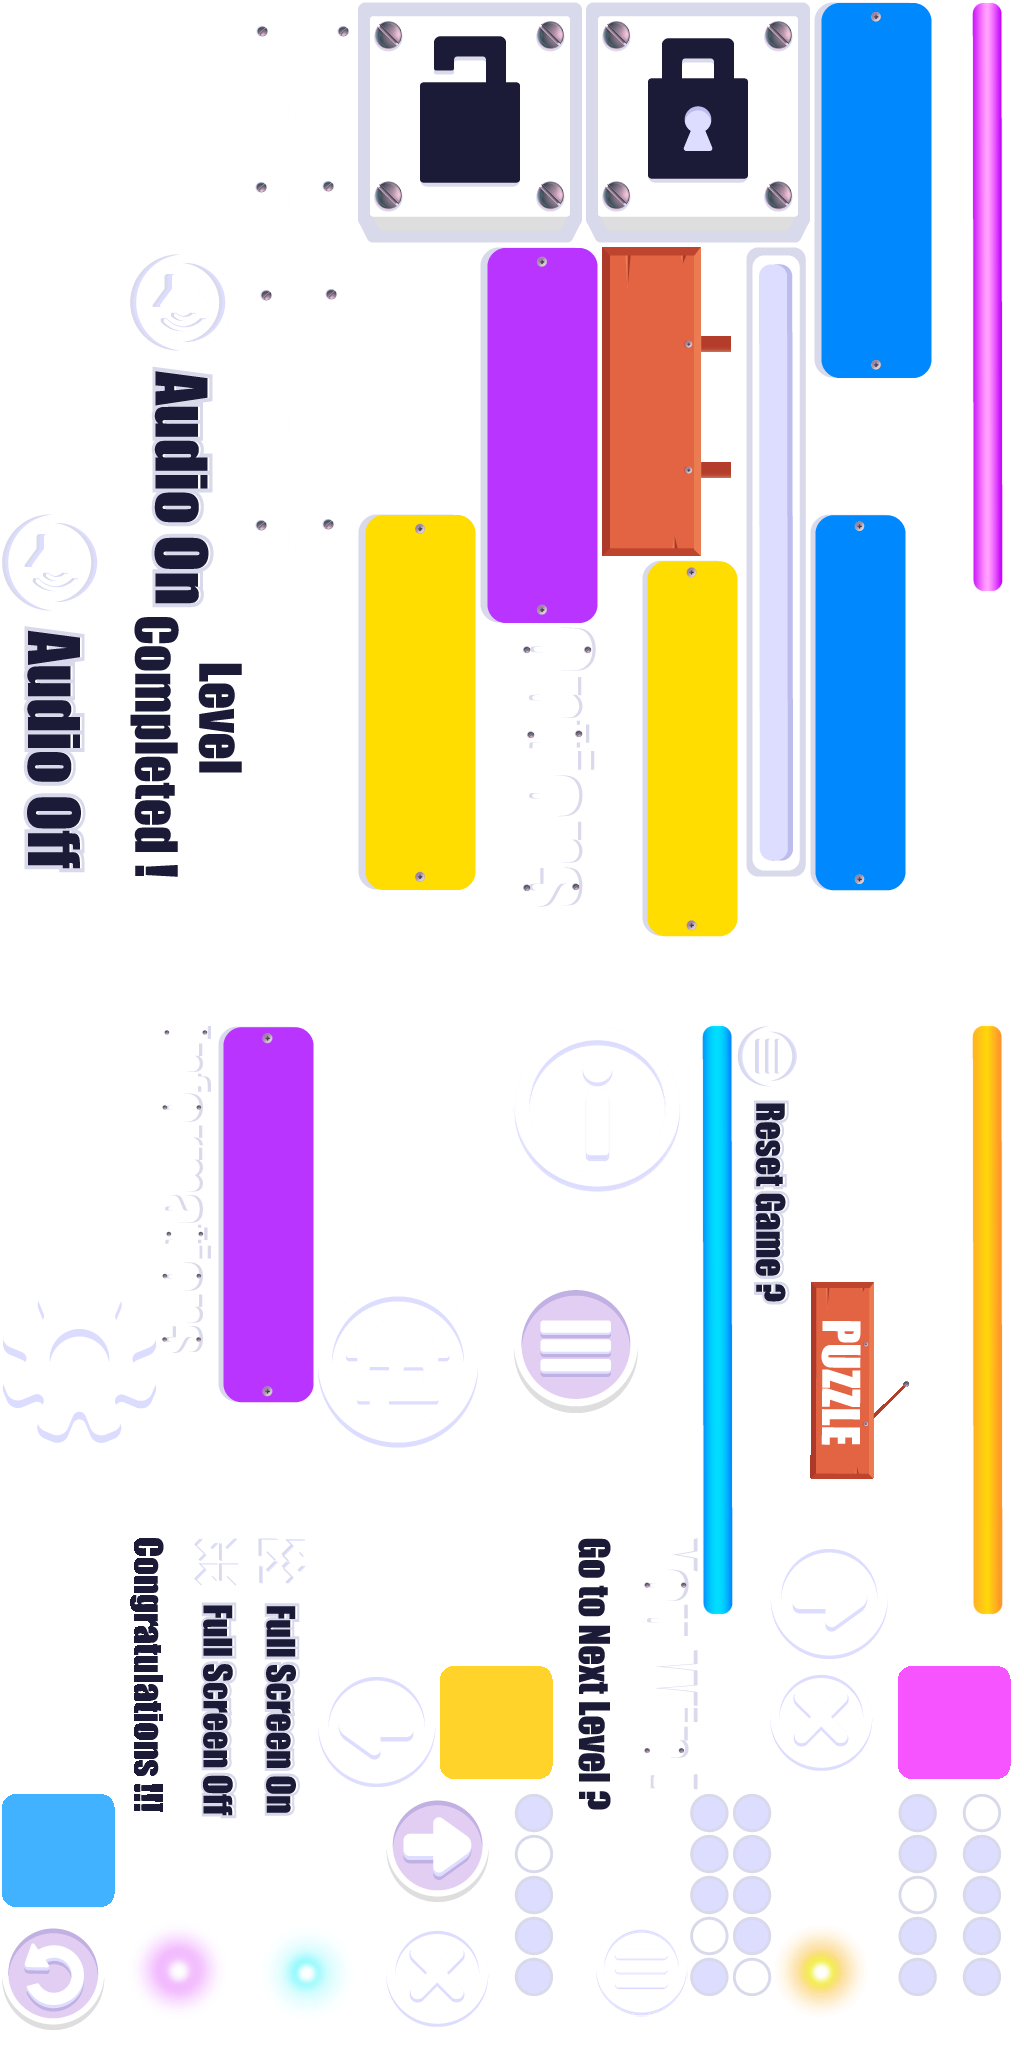 Audio On
Audio Off
Level
Completed !
Reset Game ?
PUZZLE
Congratulations !!!
Full Screen Off
Full Screen On
Go to Next Level ?